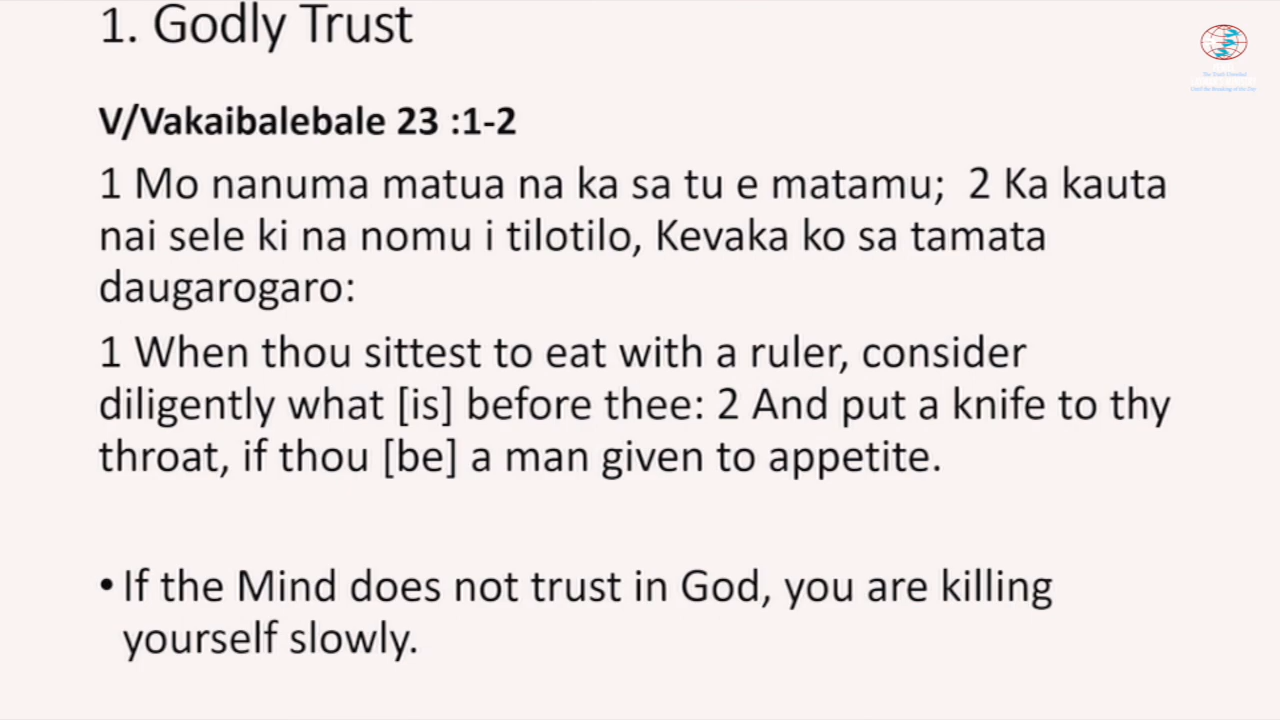 1. Godly Trust
V/Vakaibalebale 23 :1-2
1 Mo nanuma matua na ka sa tu e matamu;  2 Ka kauta
nai sele ki na nomu i tilotilo, Kevaka ko sa tamata
daugarogaro:
1 When thou sittest to eat with a ruler, consider
diligently what [is] before thee: 2 And put a knife to thy
throat, if thou [be] a man given to appetite.
• If the Mind does not trust in God, you are killing
yourself slowly.